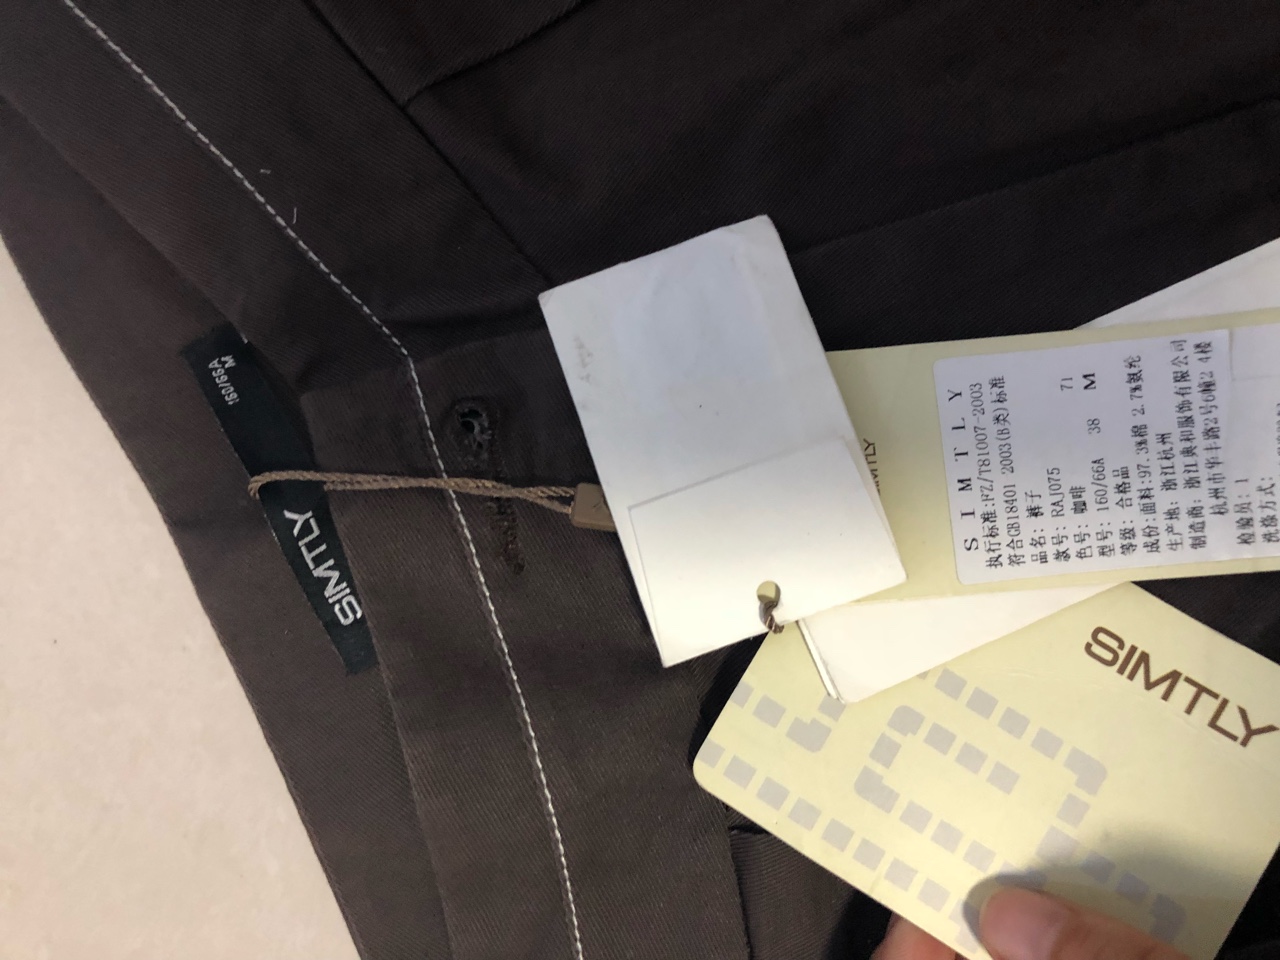 160/66A
M
SIMTLY
SIMTLY
S I M T L Y
执行标准:FZ/T81007-2003
符合GB18401 2003(B类)标准
品名: 裤子
款号: RAJ075 71
色号: 咖啡 38 M
型号: 160/66A
等级: 合格品
成份:面料:97.3%棉 2.7%氨纶
生产地: 浙江杭州
制造商: 浙江典和服饰有限公司
杭州市华丰路2号6幢2 4楼
检验员: 1
洗涤方式:
SIMTLY